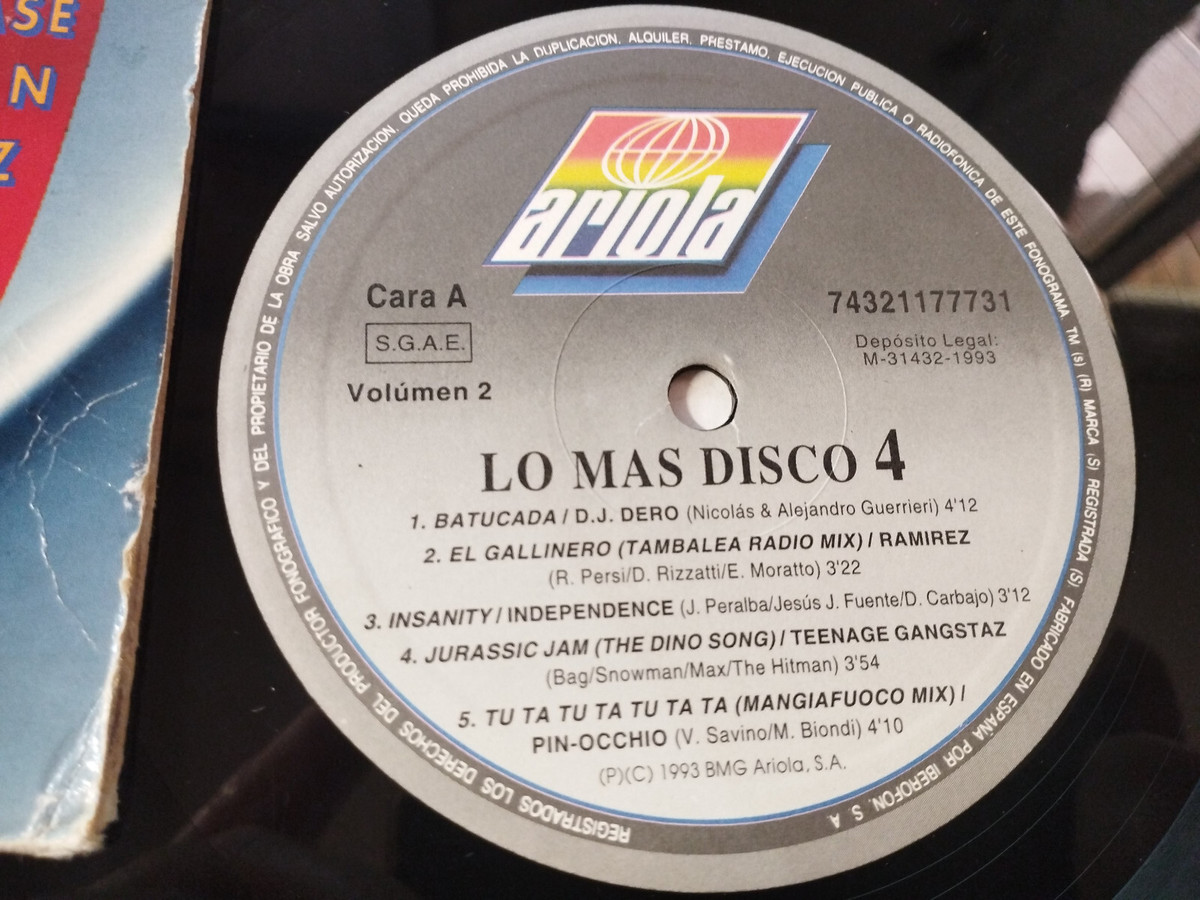 SE
N
Z
ariola
Cara A
S.G.A.E.
Volúmen 2
74321177731
Depósito Legal:
M-31432-1993
LO MAS DISCO 4
1. BATUCADA / D.J. DERO (Nicolás & Alejandro Guerrieri) 4'12
2. EL GALLINERO (TAMBALEA RADIO MIX) / RAMIREZ
(R. Persi/D. Rizzatti/E. Moratto) 3'22
3. INSANITY / INDEPENDENCE (J. Peralba/Jesús J. Fuente/D. Carbajo) 3'12
4. JURASSIC JAM (THE DINO SONG) / TEENAGE GANGSTAZ
(Bag/Snowman/Max/The Hitman) 3'54
5. TU TA TU TA TU TA TA (MANGIAFUOCO MIX) /
PIN-OCCHIO (V. Savino/M. Biondi) 4'10
(P)(C) 1993 BMG Ariola, S.A.
REGISTRADOS LOS DERECHOS DEL PRODUCTOR FONOGRAFICO Y DEL PROPIETARIO DE LA OBRA SALVO AUTORIZACION. QUEDA PROHIBIDA LA DUPLICACION, ALQUILER, PRESTAMO, EJECUCION PUBLICA O RADIOFONICA DE ESTE FONOGRAMA TM (s) (R) MARCA (S) REGISTRADA (S) FABRICADO EN ESPAÑA POR IBEROFON, S. A